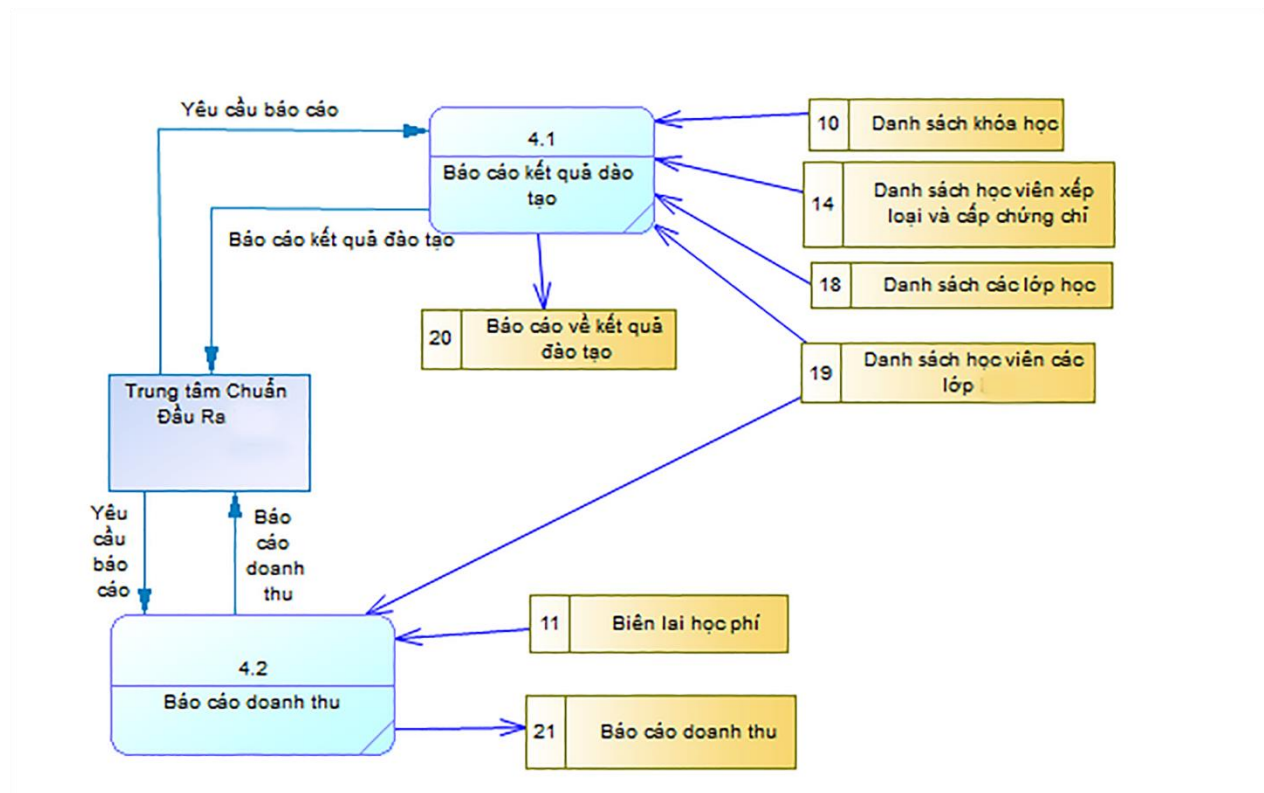 Yêu cầu báo cáo
4.1
Báo cáo kết quả dào
tạo
Báo cáo kết quả đào tạo
10
Danh sách khóa học
14
Danh sách học viên xếp
loại và cấp chứng chỉ
18
Danh sách các lớp học
19
Danh sách học viên các
lớp
20
Báo cáo về kết quả
đào tạo
Trung tâm Chuẩn
Đầu Ra
Yêu
cầu
báo
cáo
Báo
cáo
doanh
thu
4.2
Báo cáo doanh thu
11
Biên lai học phí
21
Báo cáo doanh thu